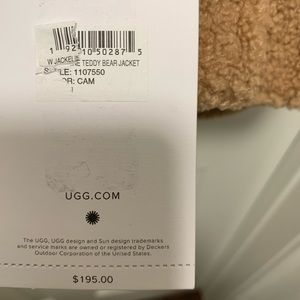 1 92 10 50287 5
W JACKELINE TEDDY BEAR JACKET
LE: 1107550
OR: CAM
UGG.COM
The UGG, UGG design and Sun design trademarks
and service marks are owned or registered by Deckers
Outdoor Corporation of the United States.
$195.00